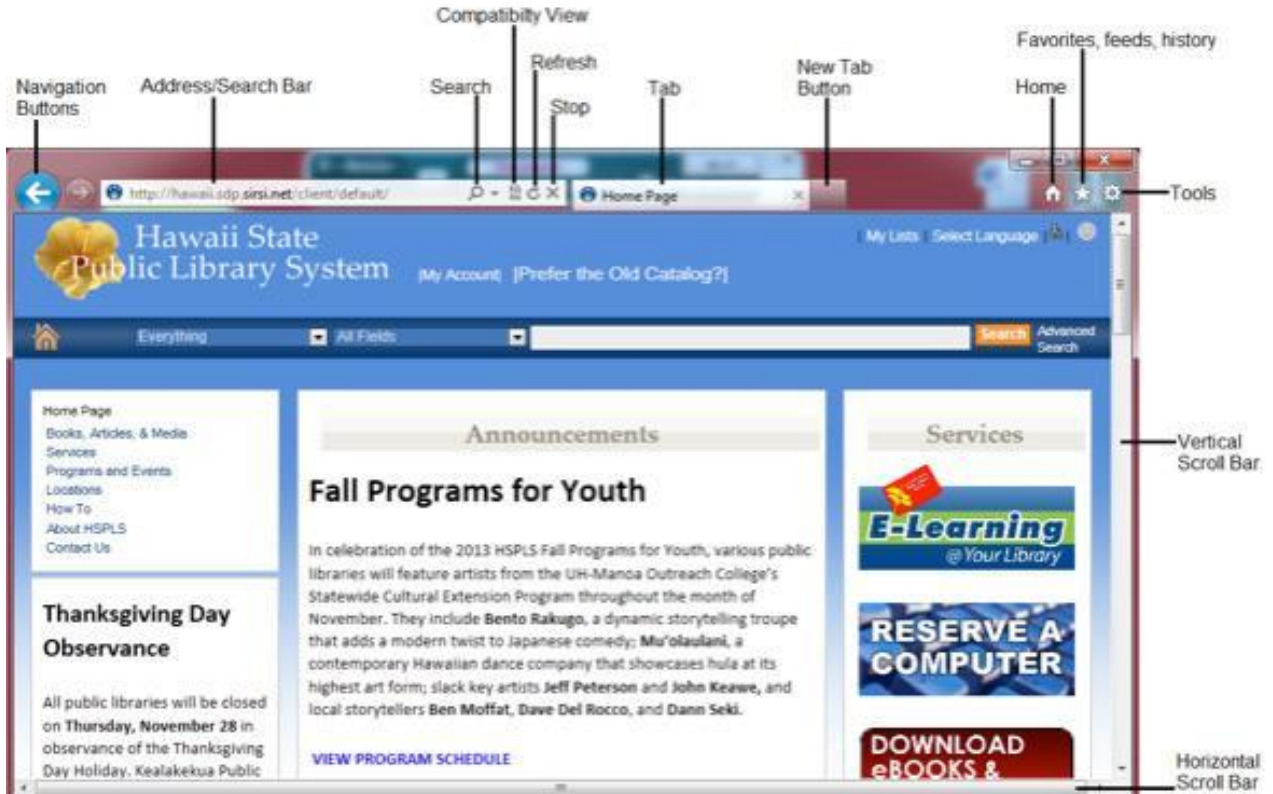 Compatibilty View
Favorites, feeds, history
Refresh
New Tab
Button
Navigation
Buttons
Address/Search Bar
Search
Tab
Home
Stop
http://hawaii.sdp.sirsi.net/client/default/
Home Page
Tools
Hawaii State
Public Library System
[My Account] [Prefer the Old Catalog?]
My Lists | Select Language
Everything
All Fields
Search
Advanced
Search
Home Page
Books, Articles, & Media
Services
Programs and Events
Locations
How To
About HSPLS
Contact Us
Thanksgiving Day
Observance
All public libraries will be closed
on Thursday, November 28 in
observance of the Thanksgiving
Day Holiday. Kealakekua Public
Announcements
Fall Programs for Youth
In celebration of the 2013 HSPLS Fall Programs for Youth, various public
libraries will feature artists from the UH-Manoa Outreach College's
Statewide Cultural Extension Program throughout the month of
November. They include Bento Rakugo, a dynamic storytelling troupe
that adds a modern twist to Japanese comedy; Mu'olaulani, a
contemporary Hawaiian dance company that showcases hula at its
highest art form; slack key artists Jeff Peterson and John Keawe, and
local storytellers Ben Moffat, Dave Del Rocco, and Dann Seki.
VIEW PROGRAM SCHEDULE
Services
E-Learning
@ Your Library
RESERVE A
COMPUTER
DOWNLOAD
eBOOKS &
Vertical
Scroll Bar
Horizontal
Scroll Bar